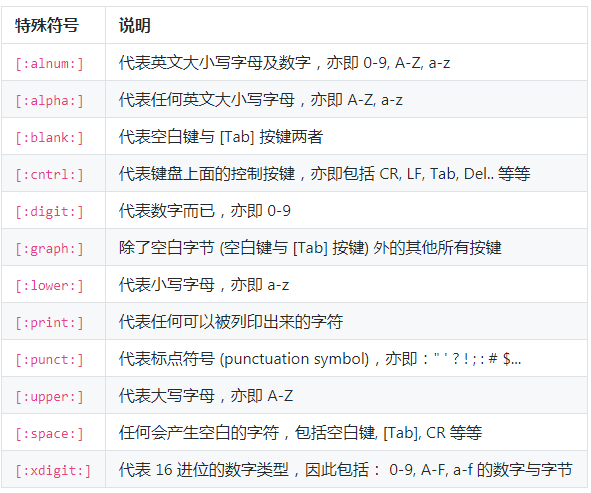 特殊符号 说明
[:alnum:] 代表英文大小写字母及数字，亦即 0-9, A-Z, a-z
[:alpha:] 代表任何英文大小写字母，亦即 A-Z, a-z
[:blank:] 代表空白键与 [Tab] 按键两者
[:cntrl:] 代表键盘上面的控制按键，亦即包括 CR, LF, Tab, Del.. 等等
[:digit:] 代表数字而已，亦即 0-9
[:graph:] 除了空白字节 (空白键与 [Tab] 按键) 外的其他所有按键
[:lower:] 代表小写字母，亦即 a-z
[:print:] 代表任何可以被列印出来的字符
[:punct:] 代表标点符号 (punctuation symbol)，亦即：" ' ? ! ; : # $...
[:upper:] 代表大写字母，亦即 A-Z
[:space:] 任何会产生空白的字符，包括空白键, [Tab], CR 等等
[:xdigit:] 代表 16 进位的数字类型，因此包括： 0-9, A-F, a-f 的数字与字节